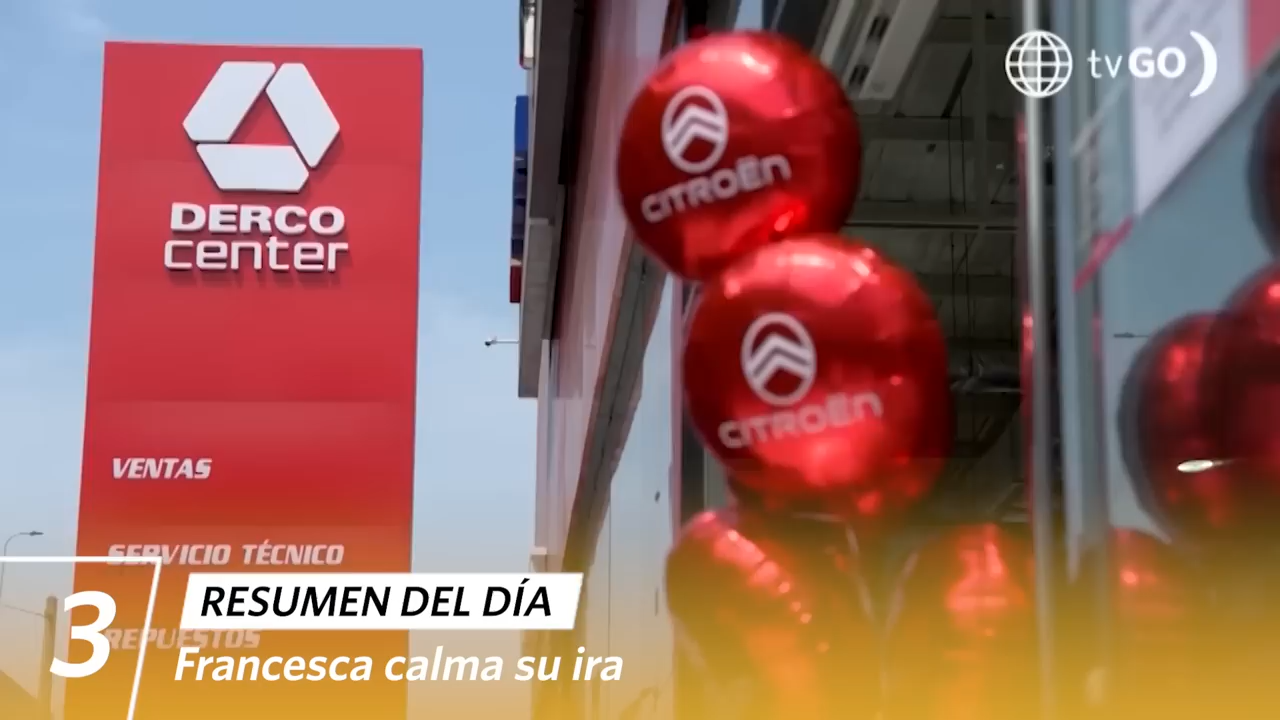 tvGO
DERCO
center
CITROËN
CITROËN
VENTAS
SERVICIO TÉCNICO
REPUESTOS
3
RESUMEN DEL DÍA
Francesca calma su ira